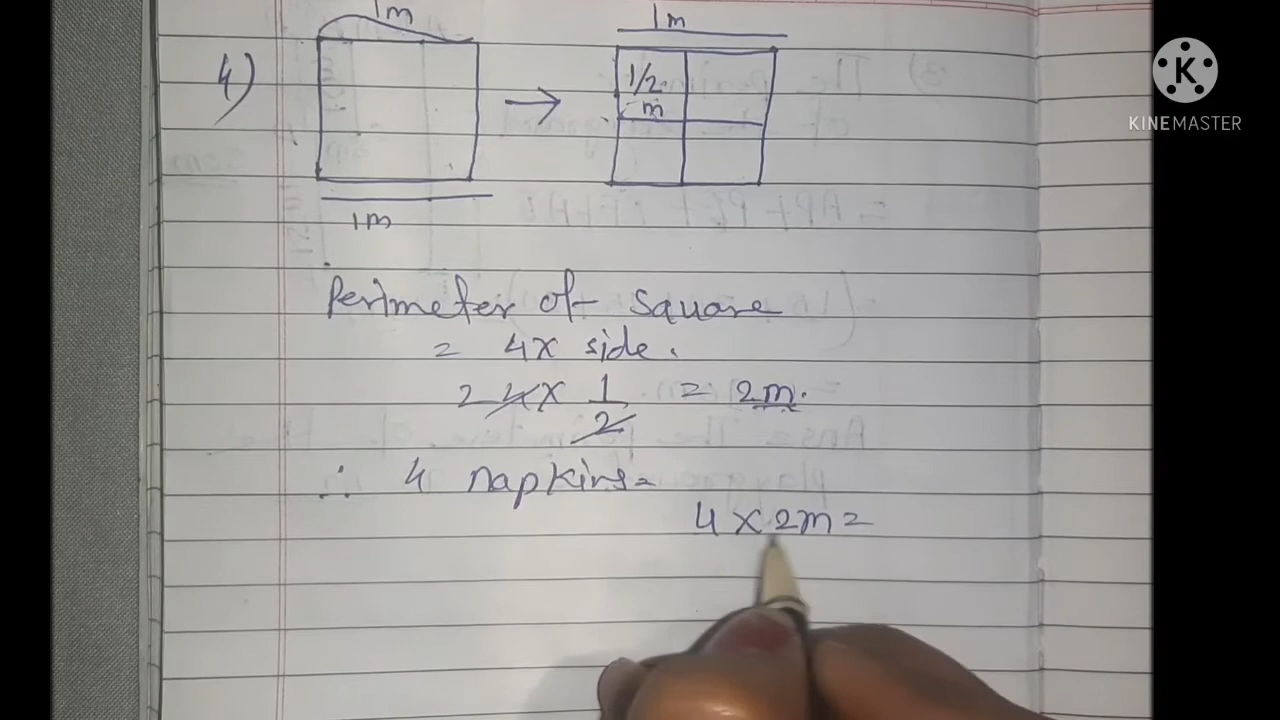 1m
1m
4)
1/2
m
1m
Perimeter of square
= 4x side.
= 4 x 1/2 = 2m.
∴ 4 napkins =
4 x 2m =
K
KINEMASTER